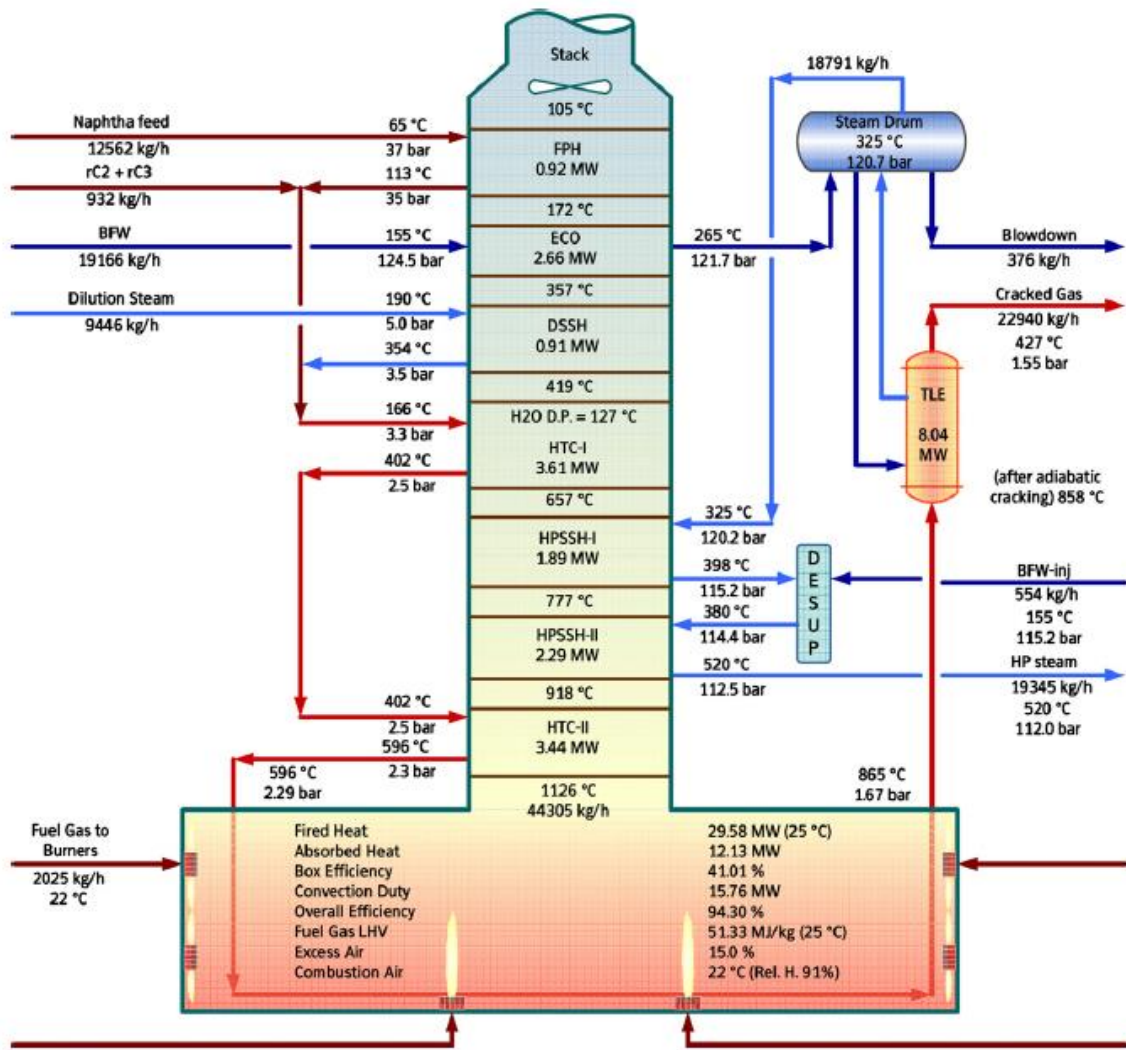 Stack
105 °C
18791 kg/h
Steam Drum
325 °C
120.7 bar
Naphtha feed
12562 kg/h
65 °C
37 bar
FPH
0.92 MW
rC2 + rC3
932 kg/h
113 °C
35 bar
172 °C
BFW
19166 kg/h
155 °C
124.5 bar
ECO
2.66 MW
265 °C
121.7 bar
Blowdown
376 kg/h
357 °C
Dilution Steam
9446 kg/h
190 °C
5.0 bar
DSSH
0.91 MW
354 °C
3.5 bar
Cracked Gas
22940 kg/h
427 °C
1.55 bar
419 °C
TLE
8.04
MW
166 °C
3.3 bar
H2O D.P. = 127 °C
HTC-I
3.61 MW
402 °C
2.5 bar
(after adiabatic
cracking) 858 °C
657 °C
325 °C
120.2 bar
HPSSH-I
1.89 MW
398 °C
115.2 bar
DESUP
BFW-inj
554 kg/h
155 °C
115.2 bar
777 °C
380 °C
114.4 bar
HPSSH-II
2.29 MW
520 °C
112.5 bar
HP steam
19345 kg/h
520 °C
112.0 bar
918 °C
402 °C
2.5 bar
HTC-II
3.44 MW
596 °C
2.3 bar
596 °C
2.29 bar
1126 °C
44305 kg/h
865 °C
1.67 bar
Fuel Gas to
Burners
2025 kg/h
22 °C
Fired Heat 29.58 MW (25 °C)
Absorbed Heat 12.13 MW
Box Efficiency 41.01 %
Convection Duty 15.76 MW
Overall Efficiency 94.30 %
Fuel Gas LHV 51.33 MJ/kg (25 °C)
Excess Air 15.0 %
Combustion Air 22 °C (Rel. H. 91%)